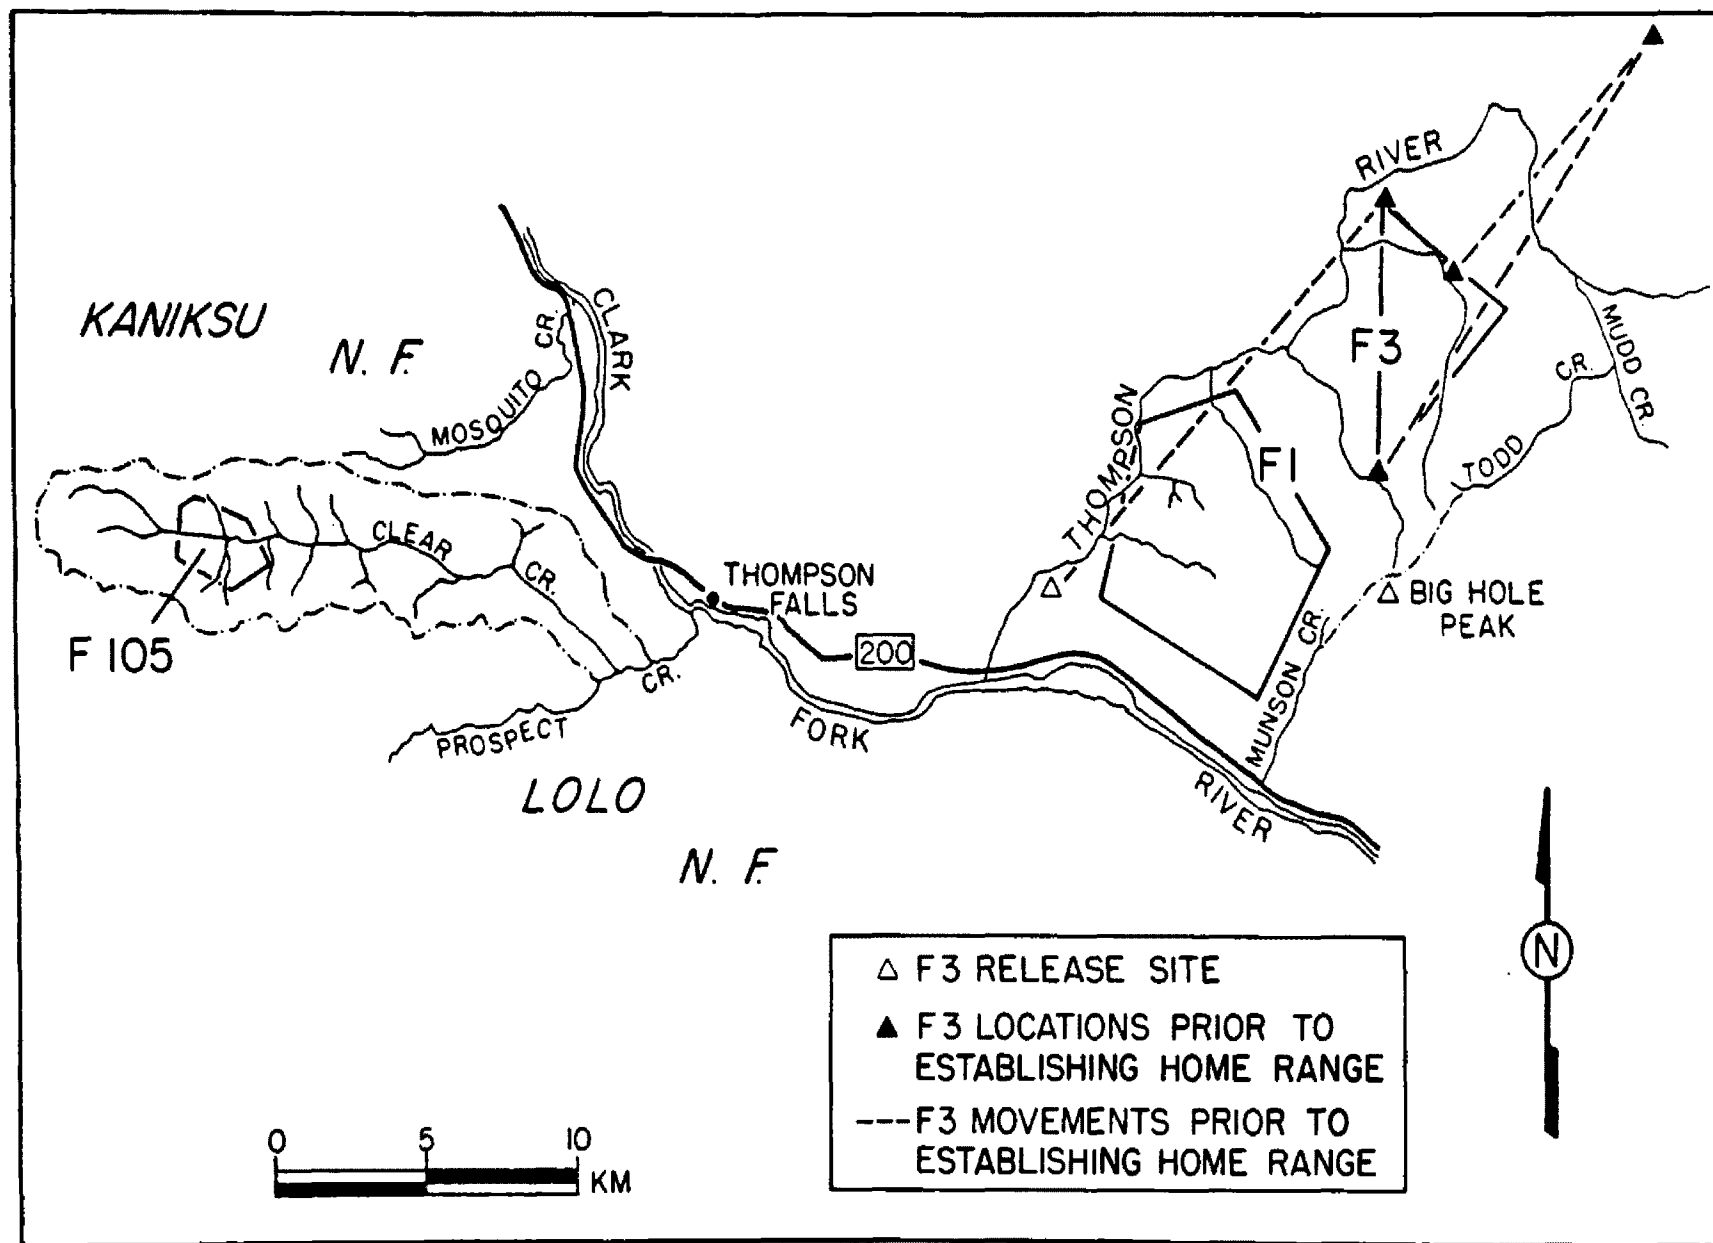 RIVER
KANIKSU
N. F.
CLARK
MOSQUITO CR.
F3
MUDD CR.
TODD CR.
THOMPSON
F1
CLEAR CR.
THOMPSON
FALLS
BIG HOLE
PEAK
F 105
200
MUNSON CR.
PROSPECT CR.
FORK
RIVER
LOLO
N. F.
N
F3 RELEASE SITE
F3 LOCATIONS PRIOR TO
ESTABLISHING HOME RANGE
F3 MOVEMENTS PRIOR TO
ESTABLISHING HOME RANGE
0 5 10
KM